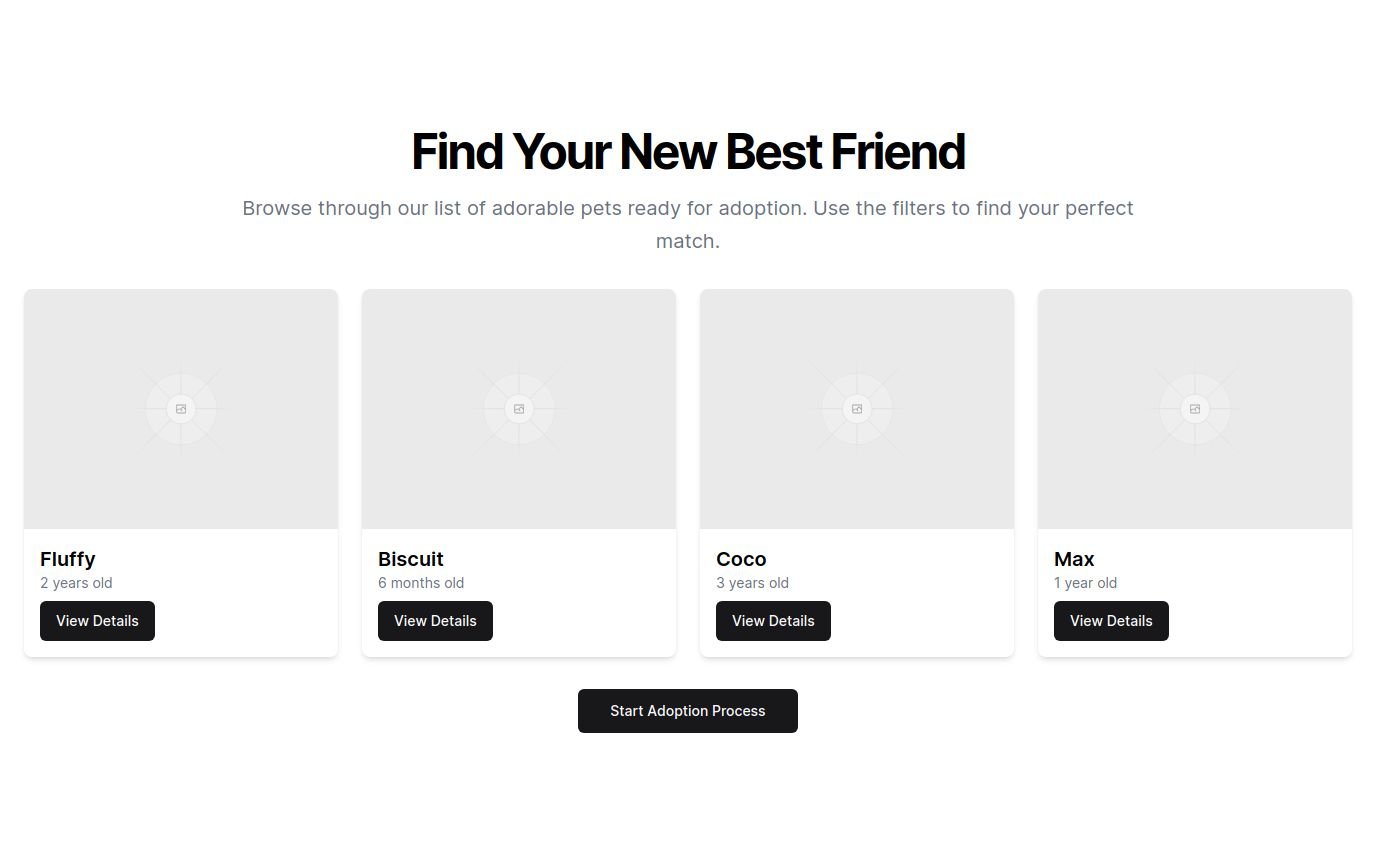 Find Your New Best Friend
Browse through our list of adorable pets ready for adoption. Use the filters to find your perfect
match.
Fluffy
2 years old
View Details
Biscuit
6 months old
View Details
Coco
3 years old
View Details
Max
1 year old
View Details
Start Adoption Process